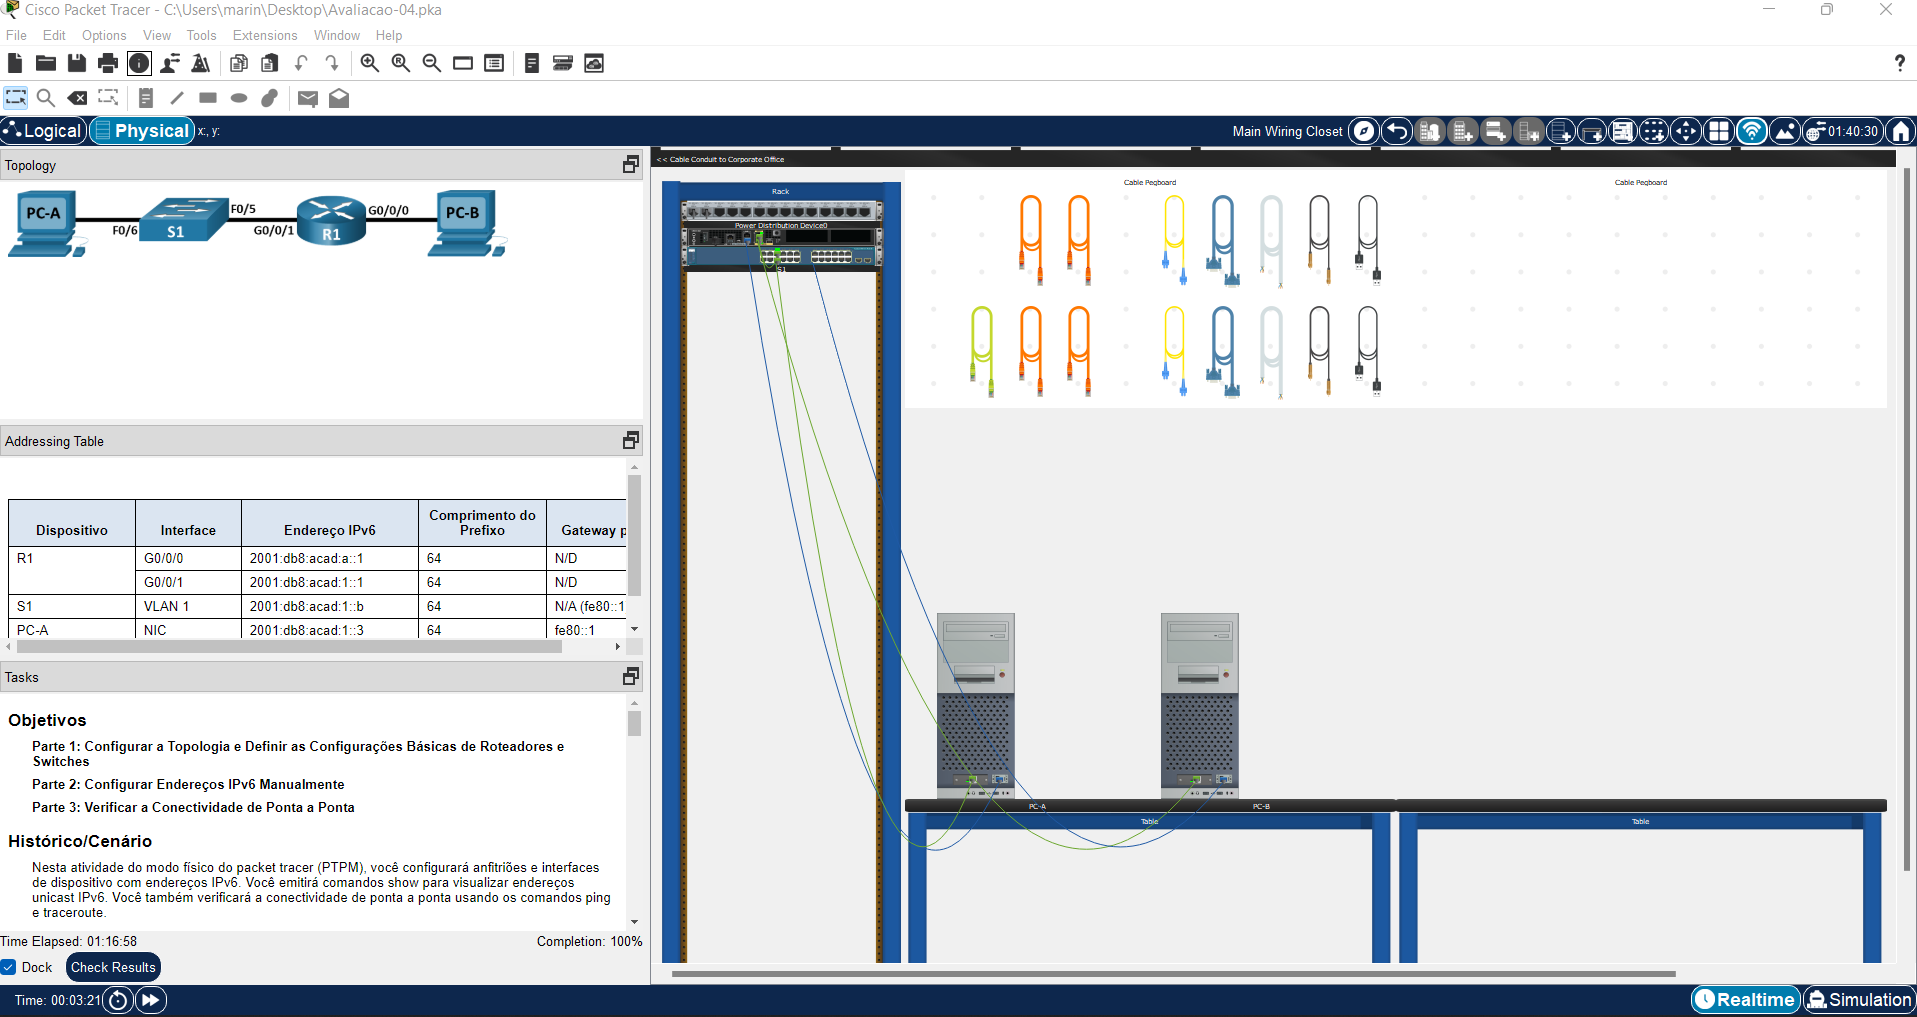 Cisco Packet Tracer - C:\Users\marin\Desktop\Avaliacao-04.pka
File Edit Options View Tools Extensions Window Help
Logical Physical x:, y:
Main Wiring Closet
01:40:30
Topology
PC-A
F0/6
S1
F0/5
G0/0/1
R1
G0/0/0
PC-B
Addressing Table
Dispositivo Interface Endereço IPv6 Comprimento do Prefixo Gateway p
R1 G0/0/0 2001:db8:acad:a::1 64 N/D
G0/0/1 2001:db8:acad:1::1 64 N/D
S1 VLAN 1 2001:db8:acad:1::b 64 N/A (fe80::1
PC-A NIC 2001:db8:acad:1::3 64 fe80::1
Tasks
Objetivos
Parte 1: Configurar a Topologia e Definir as Configurações Básicas de Roteadores e
Switches
Parte 2: Configurar Endereços IPv6 Manualmente
Parte 3: Verificar a Conectividade de Ponta a Ponta
Histórico/Cenário
Nesta atividade do modo físico do packet tracer (PTPM), você configurará anfitriões e interfaces
de dispositivo com endereços IPv6. Você emitirá comandos show para visualizar endereços
unicast IPv6. Você também verificará a conectividade de ponta a ponta usando os comandos ping
e traceroute.
Time Elapsed: 01:16:58 Completion: 100%
Dock Check Results
Time: 00:03:21
<< Cable Conduit to Corporate Office
Rack
Power Distribution Device0
S1
Cable Pegboard
Cable Pegboard
PC-A
PC-B
Table
Table
Realtime Simulation